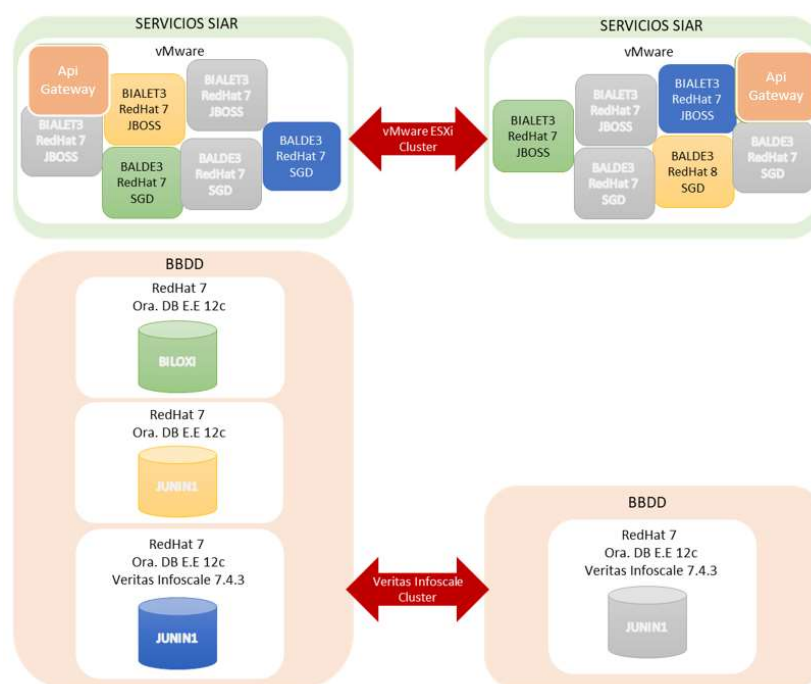 SERVICIOS SIAR
vMware
Api
Gateway
BIALET3
RedHat 7
JBOSS
BIALET3
RedHat 7
JBOSS
BIALET3
RedHat 7
JBOSS
BALDE3
RedHat 7
SGD
BALDE3
RedHat 7
SGD
BALDE3
RedHat 7
SGD
vMware ESXi
Cluster
SERVICIOS SIAR
vMware
BIALET3
RedHat 7
JBOSS
BIALET3
RedHat 7
JBOSS
BIALET3
RedHat 7
JBOSS
Api
Gateway
BALDE3
RedHat 7
SGD
BALDE3
RedHat 8
SGD
BALDE3
RedHat 7
SGD
BBDD
RedHat 7
Ora. DB E.E 12c
BILOXI
RedHat 7
Ora. DB E.E 12c
JUNIN1
RedHat 7
Ora. DB E.E 12c
Veritas Infoscale 7.4.3
JUNIN1
Veritas Infoscale
Cluster
BBDD
RedHat 7
Ora. DB E.E 12c
Veritas Infoscale 7.4.3
JUNIN1